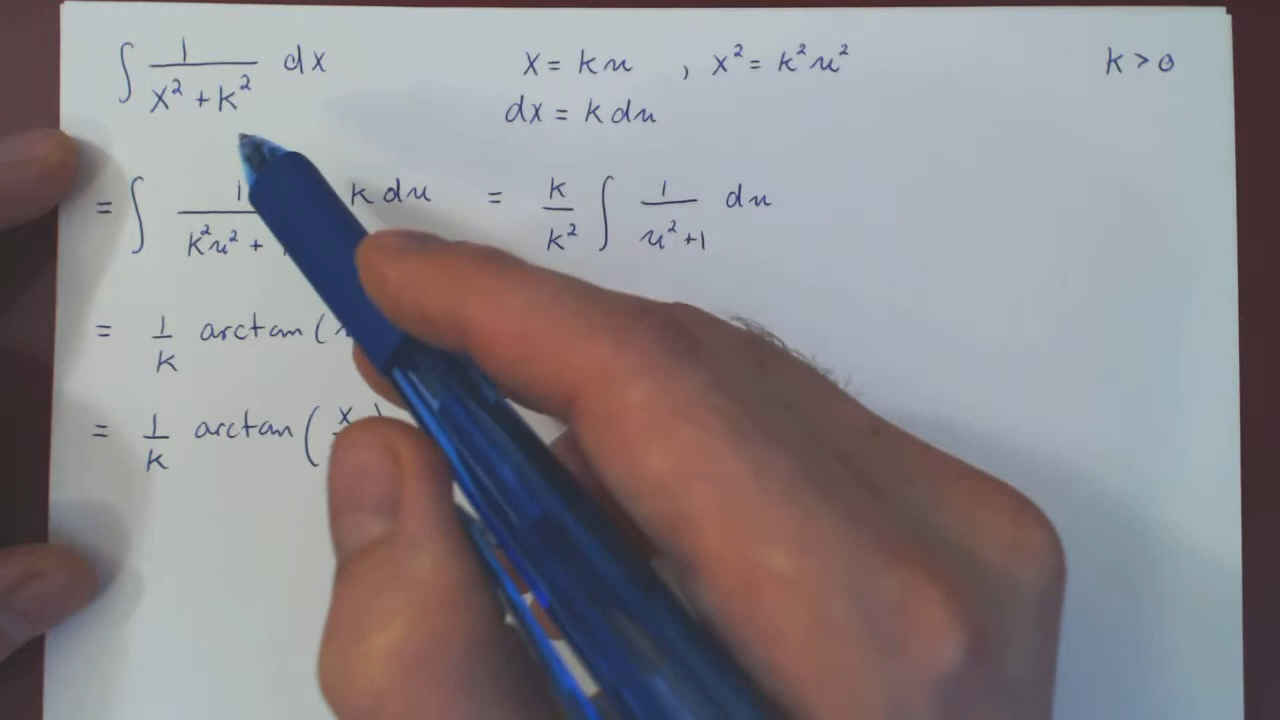 ∫ 1/(x² + k²) dx    x = ku , x² = k²u²    k > 0
dx = k du
= ∫ 1/(k²u² + k du = k/k² ∫ 1/(u² + 1) du
= 1/k arctan(
= 1/k arctan(x